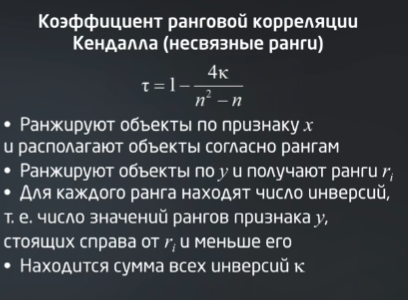 Коэффициент ранговой корреляции
Кендалла (несвязные ранги)
τ = 1 − 4κ / (n² − n)
• Ранжируют объекты по признаку x
и располагают объекты согласно рангам
• Ранжируют объекты по y и получают ранги rᵢ
• Для каждого ранга находят число инверсий,
т. е. число значений рангов признака y,
стоящих справа от rᵢ и меньше его
• Находится сумма всех инверсий κ